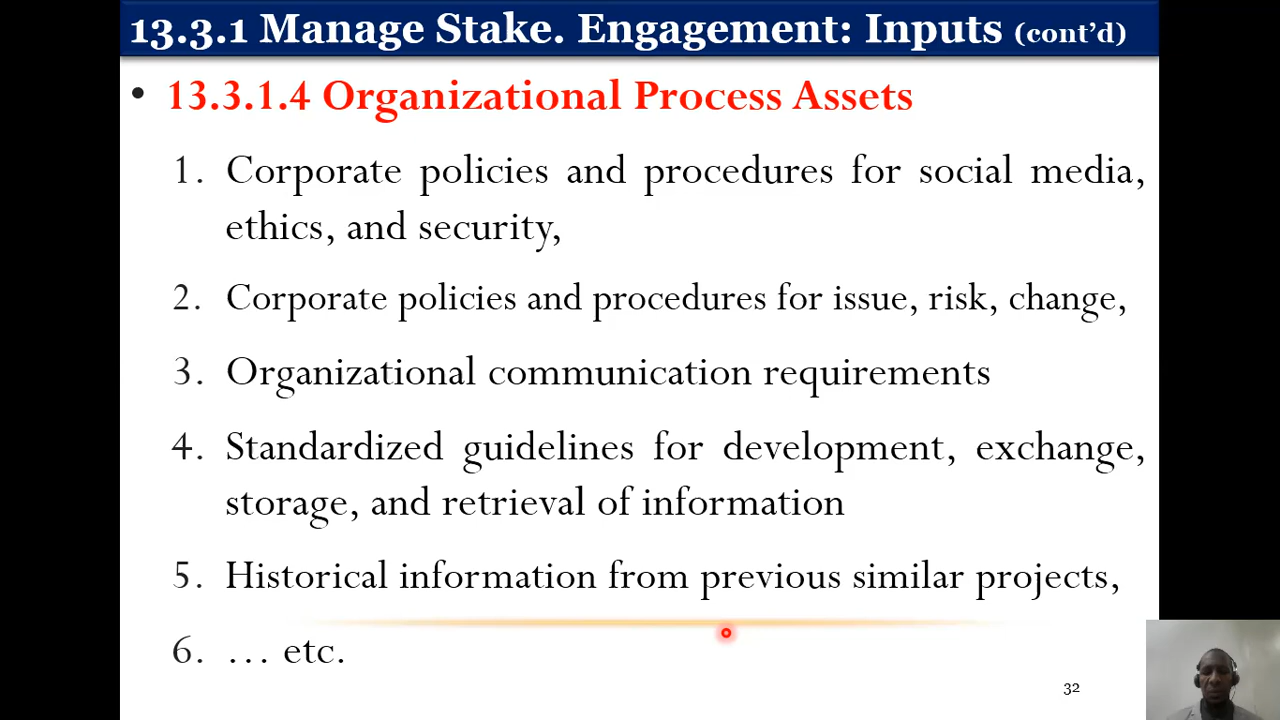 13.3.1 Manage Stake. Engagement: Inputs (cont’d)
• 13.3.1.4 Organizational Process Assets
1. Corporate policies and procedures for social media,
ethics, and security,
2. Corporate policies and procedures for issue, risk, change,
3. Organizational communication requirements
4. Standardized guidelines for development, exchange,
storage, and retrieval of information
5. Historical information from previous similar projects,
6. … etc.
32